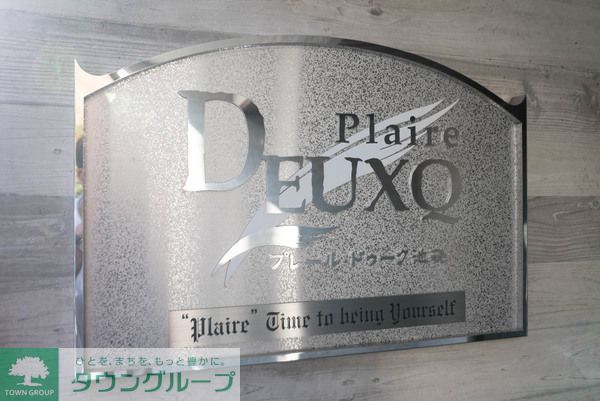 Plaire
DEUXQ
プレール・ドゥーク
"Plaire" Time to being Yourself
ひとを、まちを、もっと豊かに。
TOWN GROUP
タウングループ